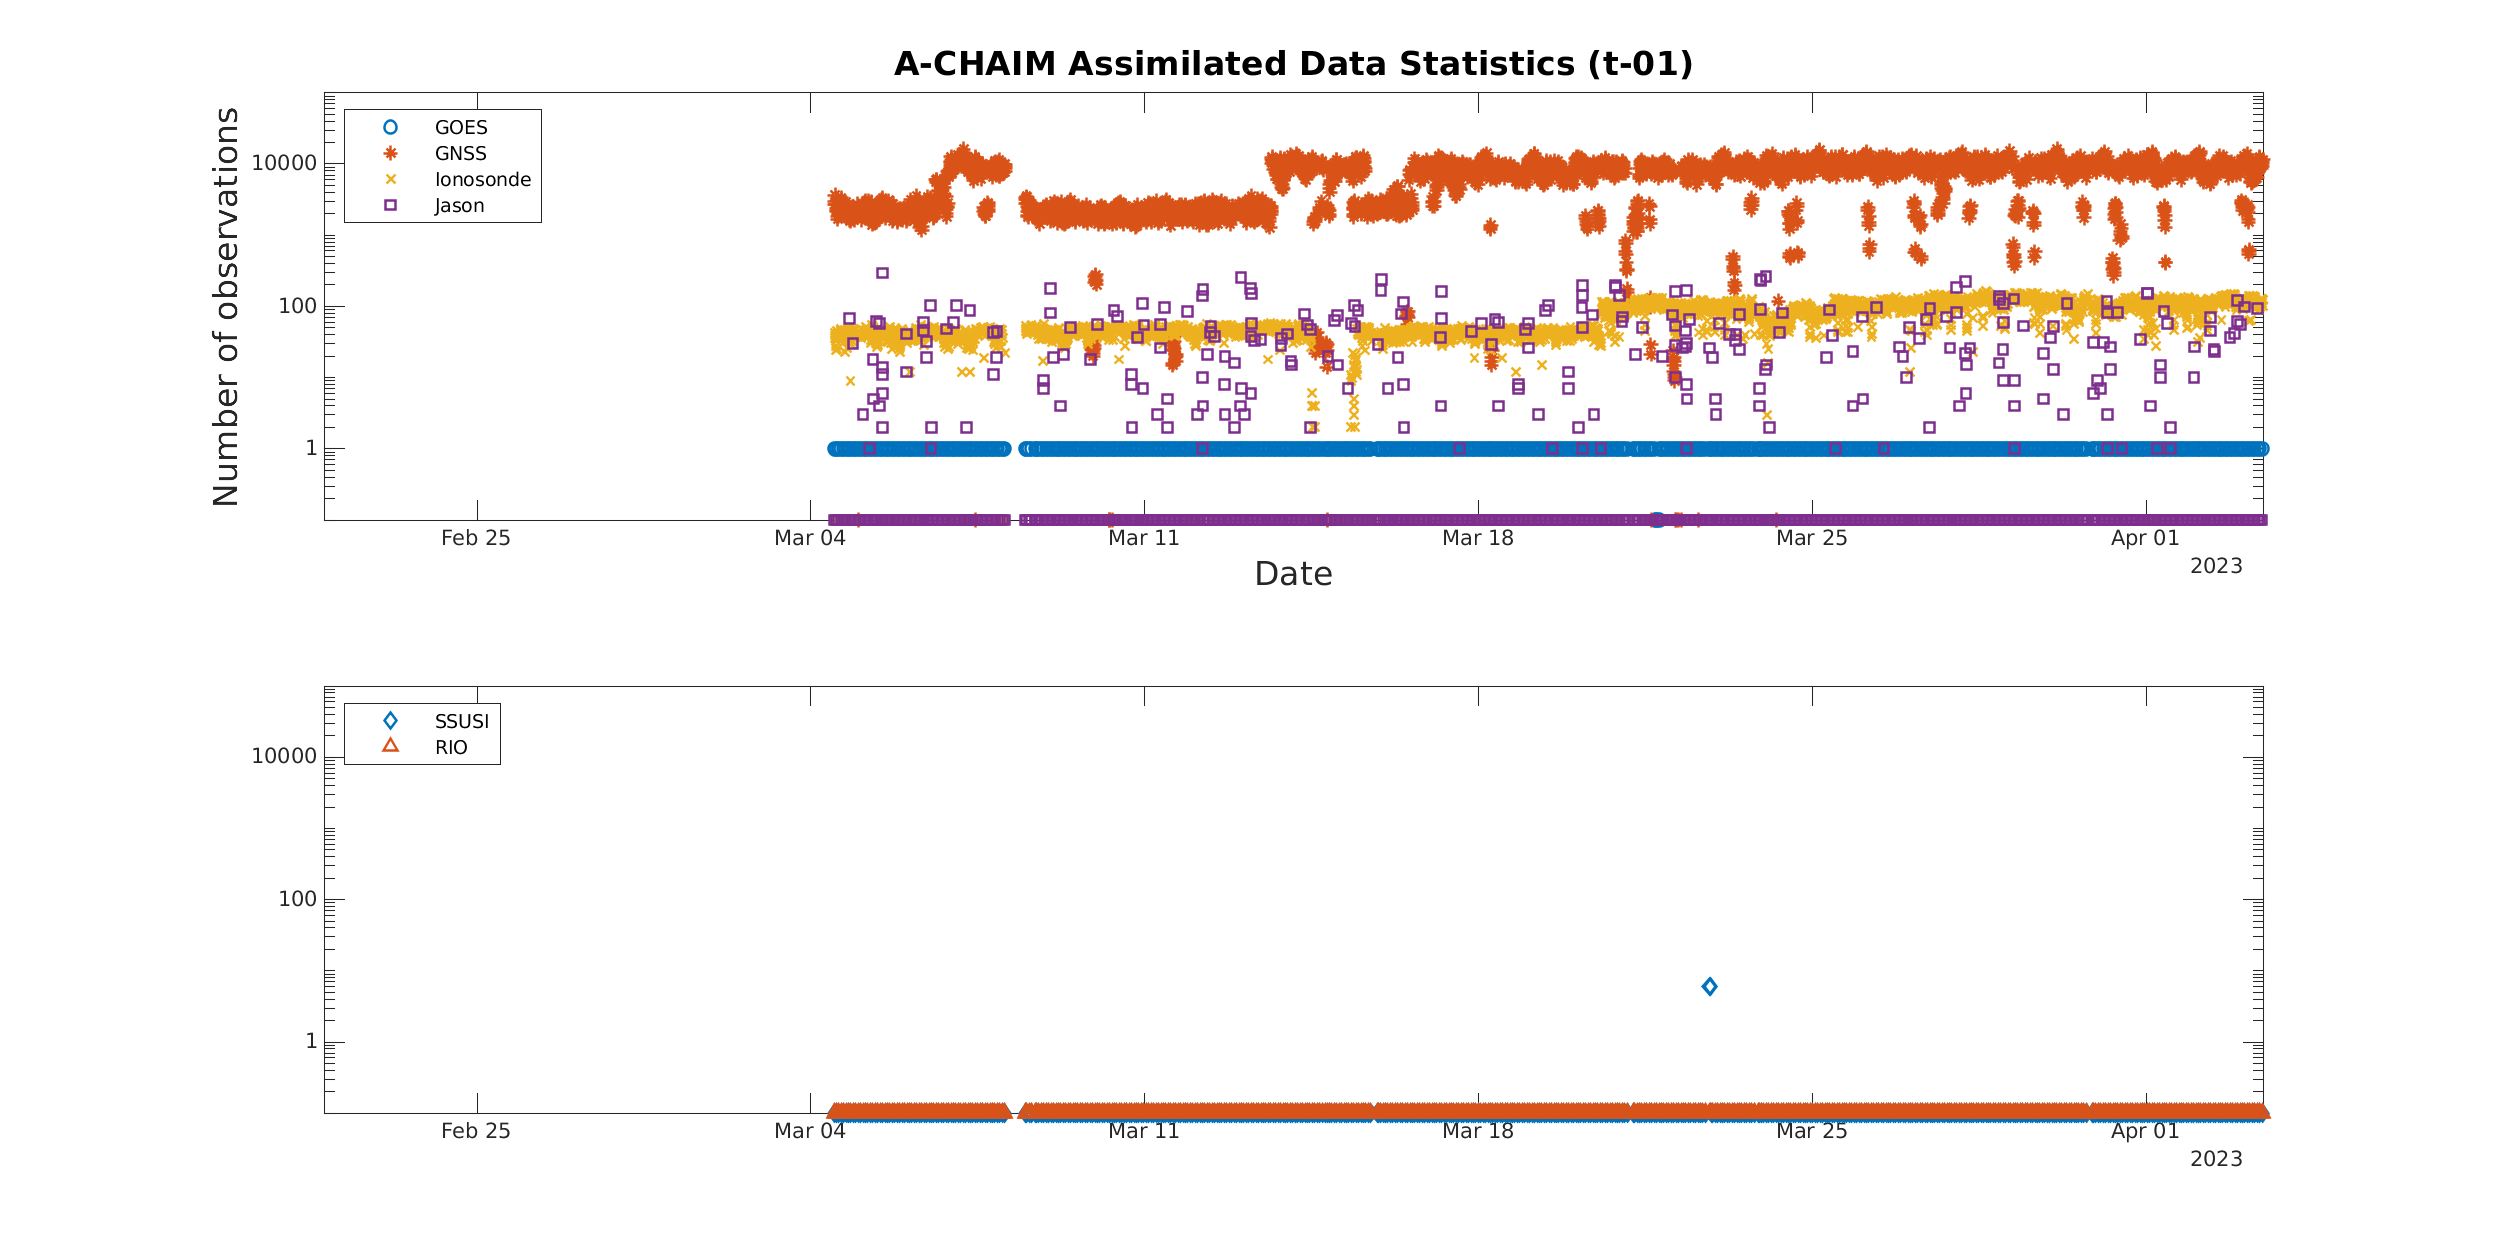 A-CHAIM Assimilated Data Statistics (t-01)
Number of observations
10000
100
1
GOES
GNSS
Ionosonde
Jason
Feb 25
Mar 04
Mar 11
Mar 18
Mar 25
Apr 01
2023
Date
10000
100
1
SSUSI
RIO
Feb 25
Mar 04
Mar 11
Mar 18
Mar 25
Apr 01
2023